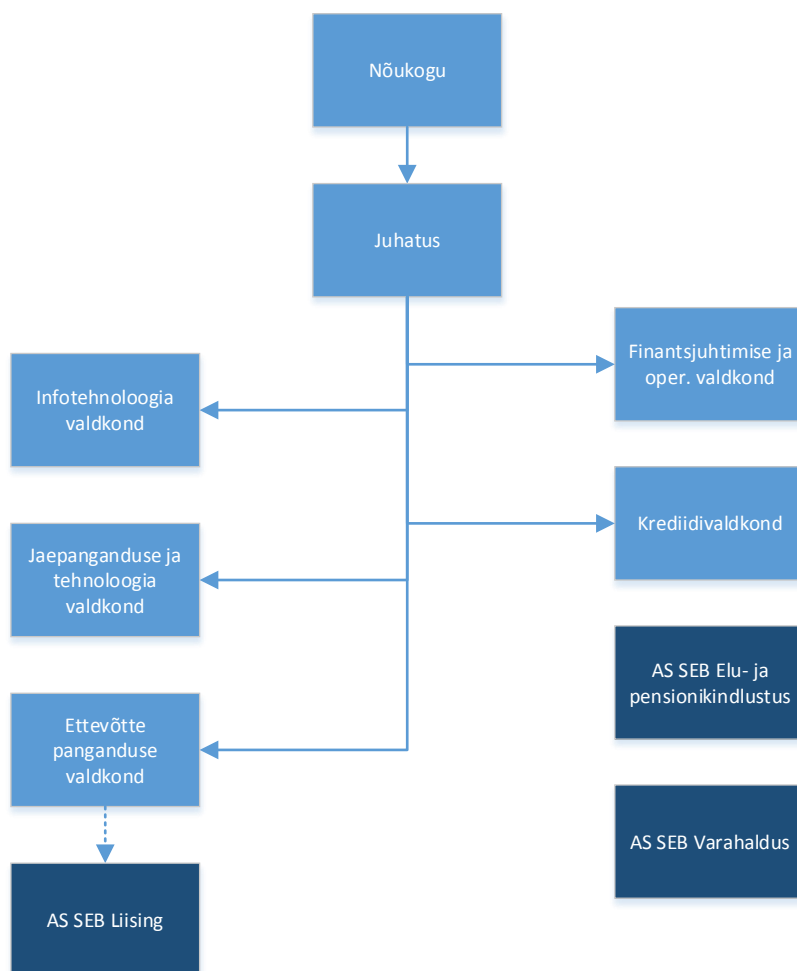 Nõukogu
Juhatus
Finantsjuhtimise ja
oper. valdkond
Infotehnoloogia
valdkond
Krediidivaldkond
Jaepanganduse ja
tehnoloogia
valdkond
AS SEB Elu- ja
pensionikindlustus
Ettevõtte
panganduse
valdkond
AS SEB Varahaldus
AS SEB Liising